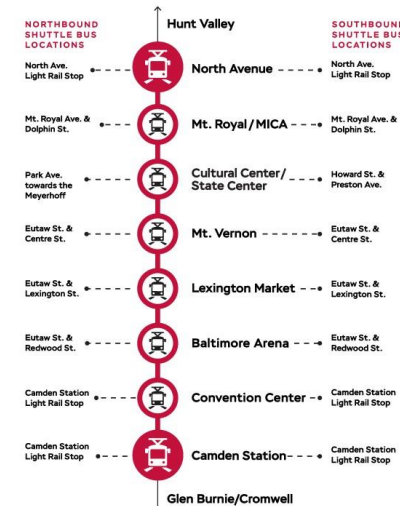 Hunt Valley
NORTHBOUND
SHUTTLE BUS
LOCATIONS
SOUTHBOUND
SHUTTLE BUS
LOCATIONS
North Ave.
Light Rail Stop
North Avenue
North Ave.
Light Rail Stop
Mt. Royal Ave. &
Dolphin St.
Mt. Royal/MICA
Mt. Royal Ave. &
Dolphin St.
Park Ave.
towards the
Meyerhoff
Cultural Center/
State Center
Howard St. &
Preston Ave.
Eutaw St. &
Centre St.
Mt. Vernon
Eutaw St. &
Centre St.
Eutaw St. &
Lexington St.
Lexington Market
Eutaw St. &
Lexington St.
Eutaw St. &
Redwood St.
Baltimore Arena
Eutaw St. &
Redwood St.
Camden Station
Light Rail Stop
Convention Center
Camden Station
Light Rail Stop
Camden Station
Light Rail Stop
Camden Station
Camden Station
Light Rail Stop
Glen Burnie/Cromwell